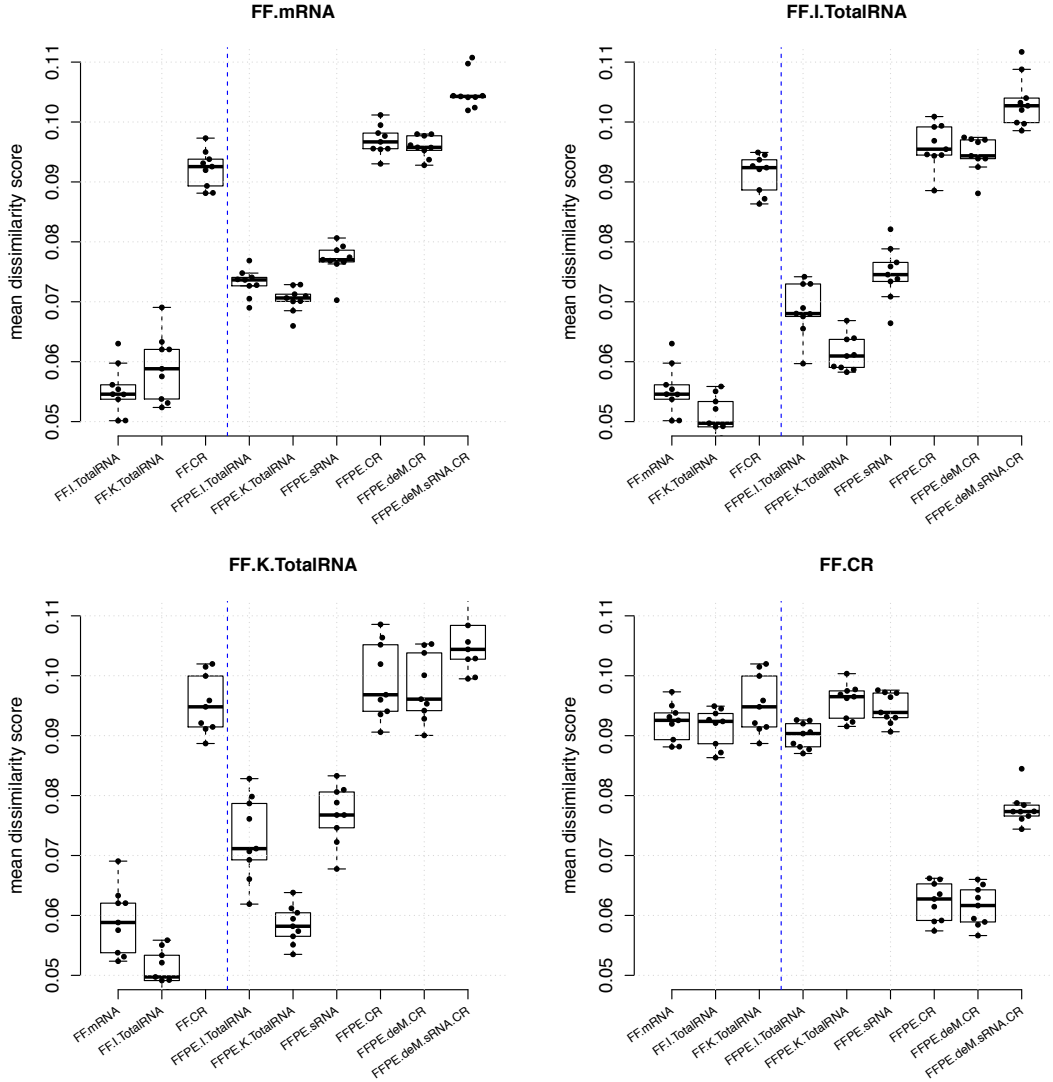 FF.mRNA
mean dissimilarity score
0.05 0.06 0.07 0.08 0.09 0.10 0.11
FF.I.TotalRNA
FF.K.TotalRNA
FF.CR
FFPE.I.TotalRNA
FFPE.K.TotalRNA
FFPE.sRNA
FFPE.CR
FFPE.deM.CR
FFPE.deM.sRNA.CR
FF.I.TotalRNA
mean dissimilarity score
0.05 0.06 0.07 0.08 0.09 0.10 0.11
FF.mRNA
FF.K.TotalRNA
FF.CR
FFPE.I.TotalRNA
FFPE.K.TotalRNA
FFPE.sRNA
FFPE.CR
FFPE.deM.CR
FFPE.deM.sRNA.CR
FF.K.TotalRNA
mean dissimilarity score
0.05 0.06 0.07 0.08 0.09 0.10 0.11
FF.mRNA
FF.I.TotalRNA
FF.CR
FFPE.I.TotalRNA
FFPE.K.TotalRNA
FFPE.sRNA
FFPE.CR
FFPE.deM.CR
FFPE.deM.sRNA.CR
FF.CR
mean dissimilarity score
0.05 0.06 0.07 0.08 0.09 0.10 0.11
FF.mRNA
FF.I.TotalRNA
FF.K.TotalRNA
FFPE.I.TotalRNA
FFPE.K.TotalRNA
FFPE.sRNA
FFPE.CR
FFPE.deM.CR
FFPE.deM.sRNA.CR